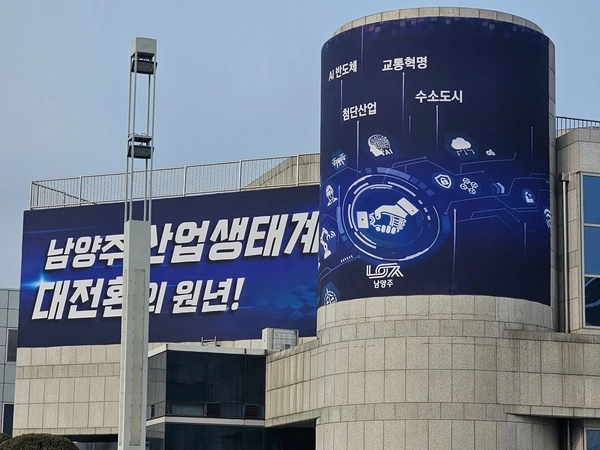 남양주 산업생태계
대전환의 원년!
AI 반도체
교통혁명
첨단산업
수소도시
AI
남양주